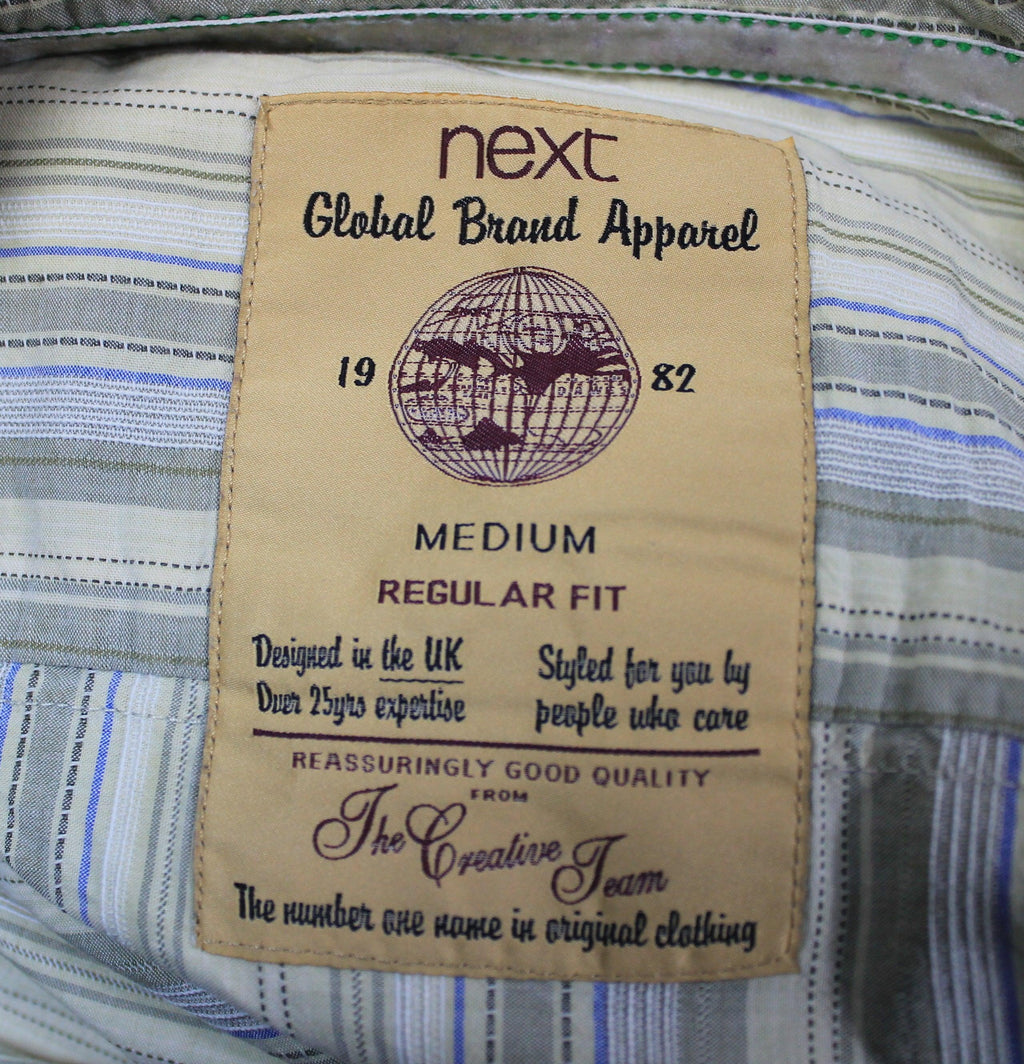 next
Global Brand Apparel
19 82
MEDIUM
REGULAR FIT
Designed in the UK
Over 25yrs expertise
Styled for you by
people who care
REASSURINGLY GOOD QUALITY
FROM
The Creative Team
The number one name in original clothing